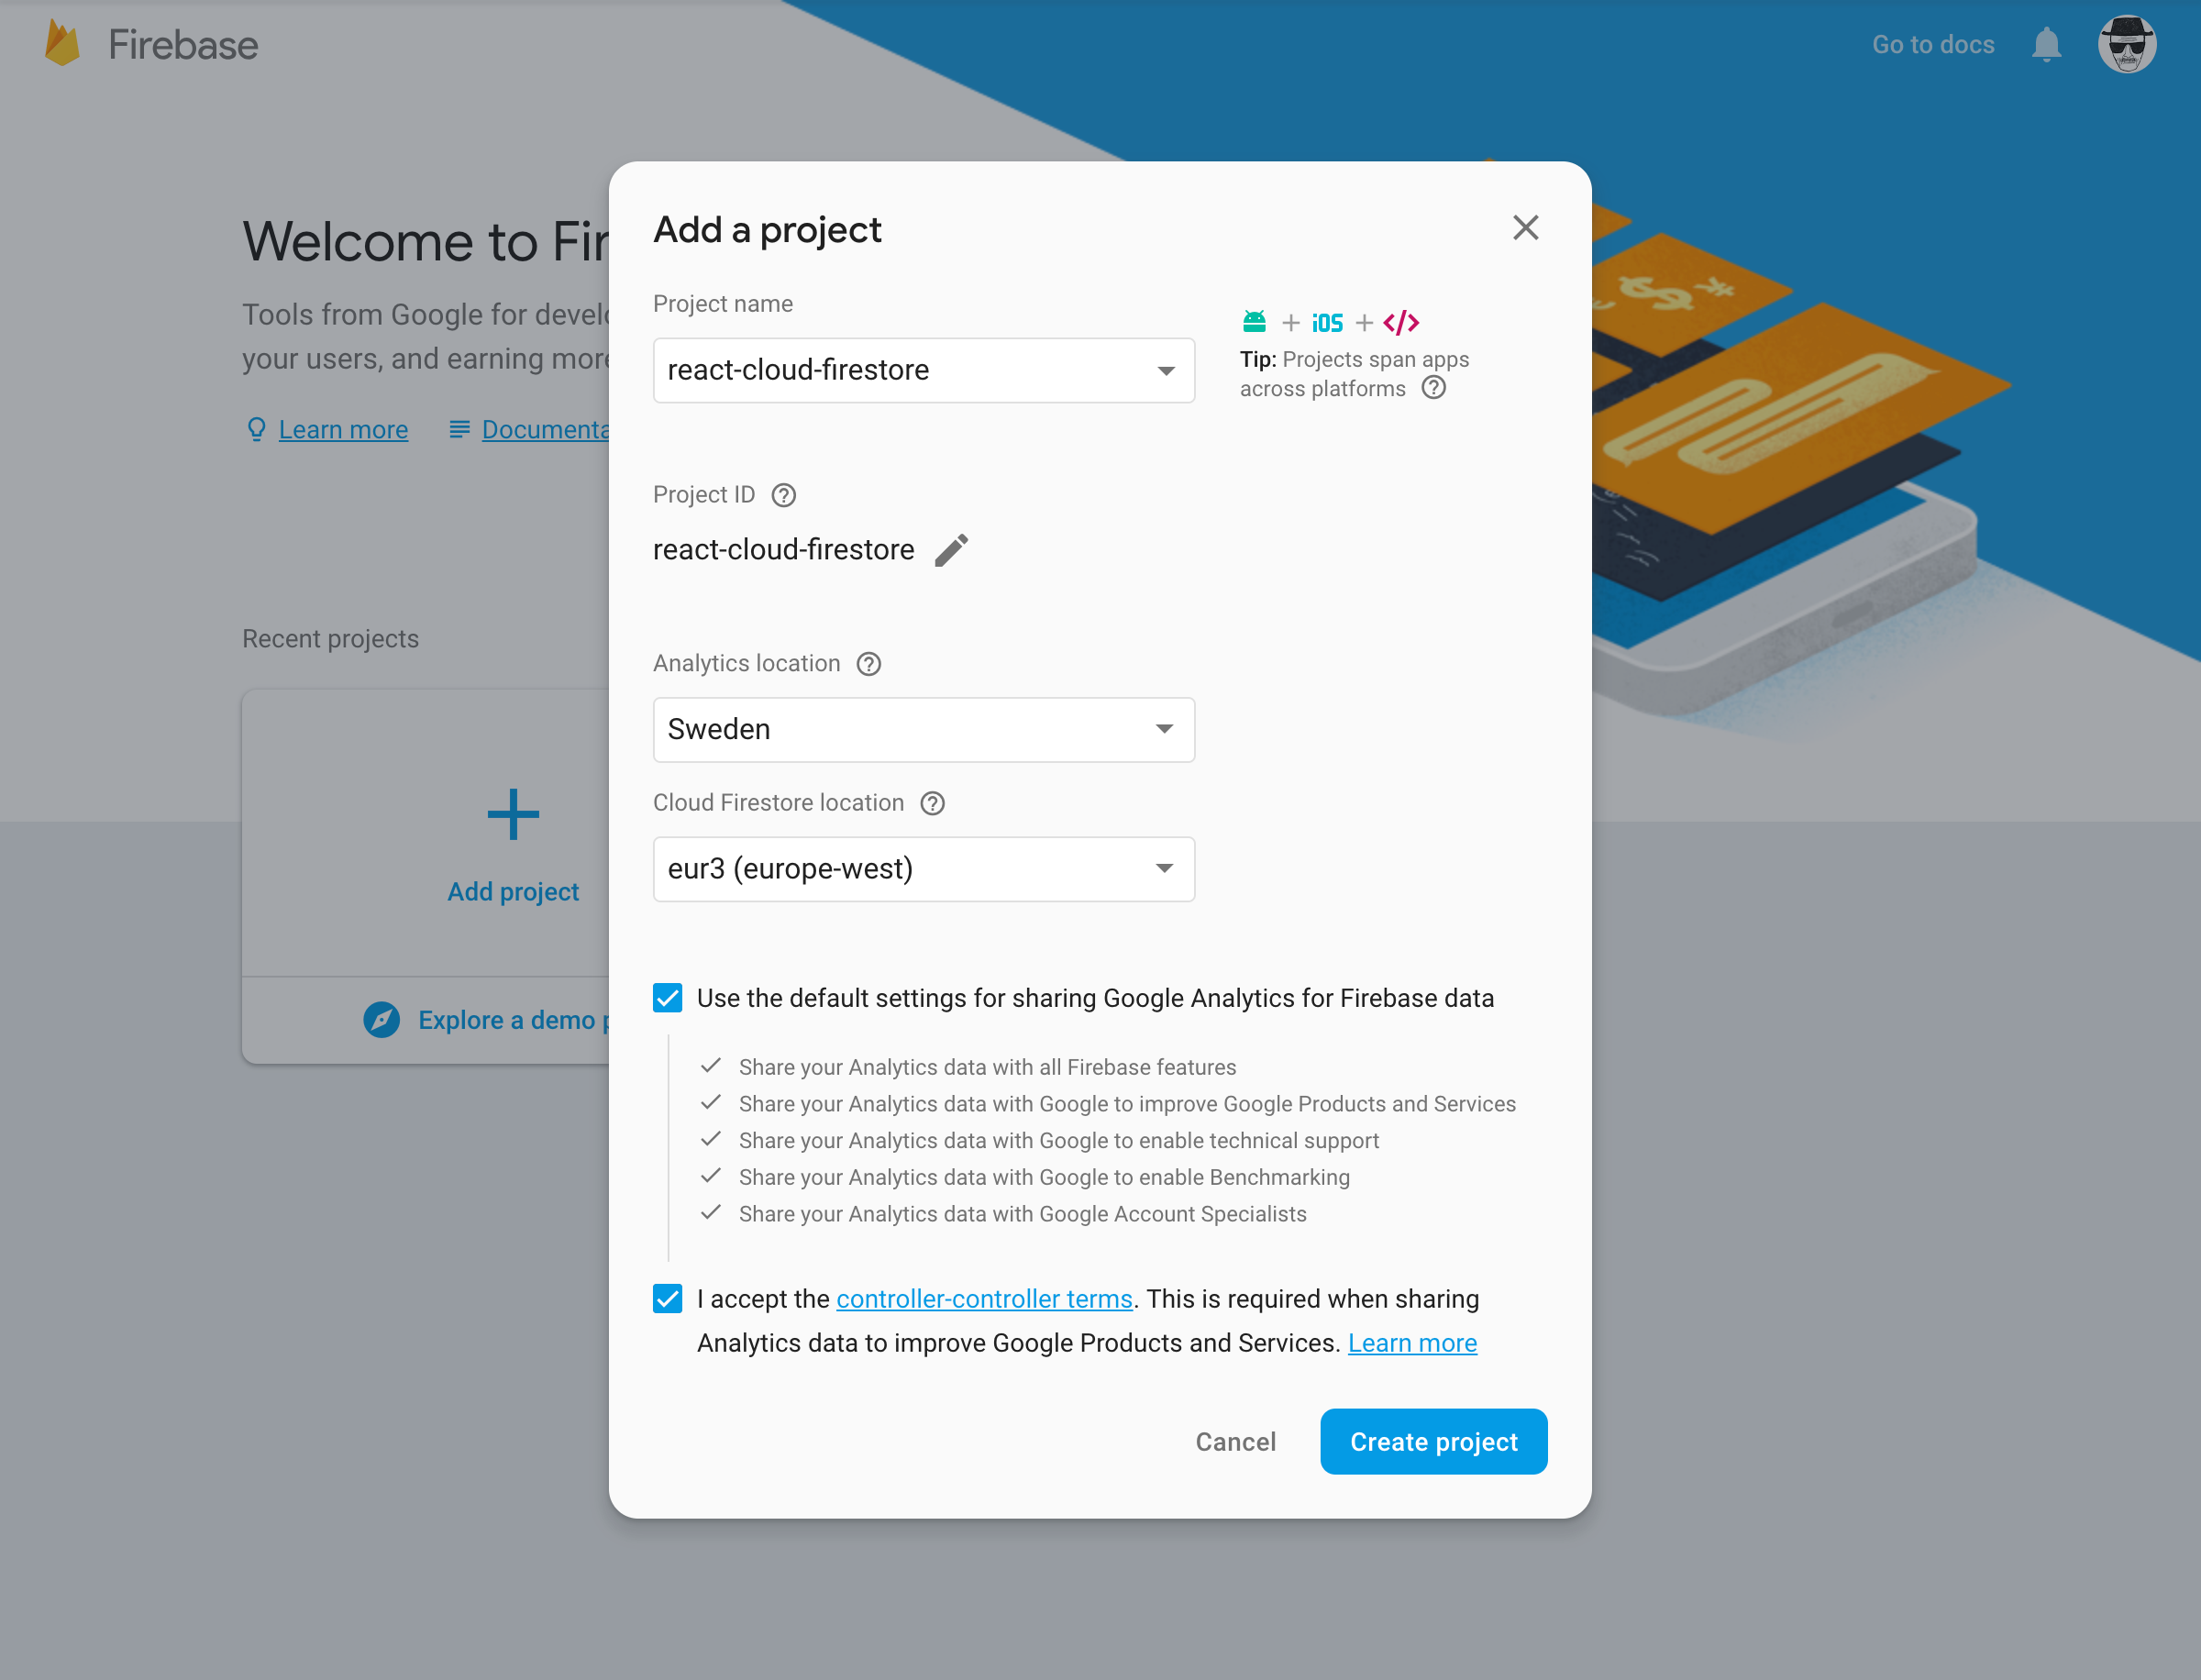 Firebase
Go to docs
Welcome to Fir
Tools from Google for develo
your users, and earning more
Learn more
Documenta
Recent projects
Add project
Explore a demo p
Add a project
Project name
react-cloud-firestore
+ iOS + </>
Tip: Projects span apps
across platforms
Project ID
react-cloud-firestore
Analytics location
Sweden
Cloud Firestore location
eur3 (europe-west)
Use the default settings for sharing Google Analytics for Firebase data
Share your Analytics data with all Firebase features
Share your Analytics data with Google to improve Google Products and Services
Share your Analytics data with Google to enable technical support
Share your Analytics data with Google to enable Benchmarking
Share your Analytics data with Google Account Specialists
I accept the controller-controller terms. This is required when sharing
Analytics data to improve Google Products and Services. Learn more
Cancel
Create project